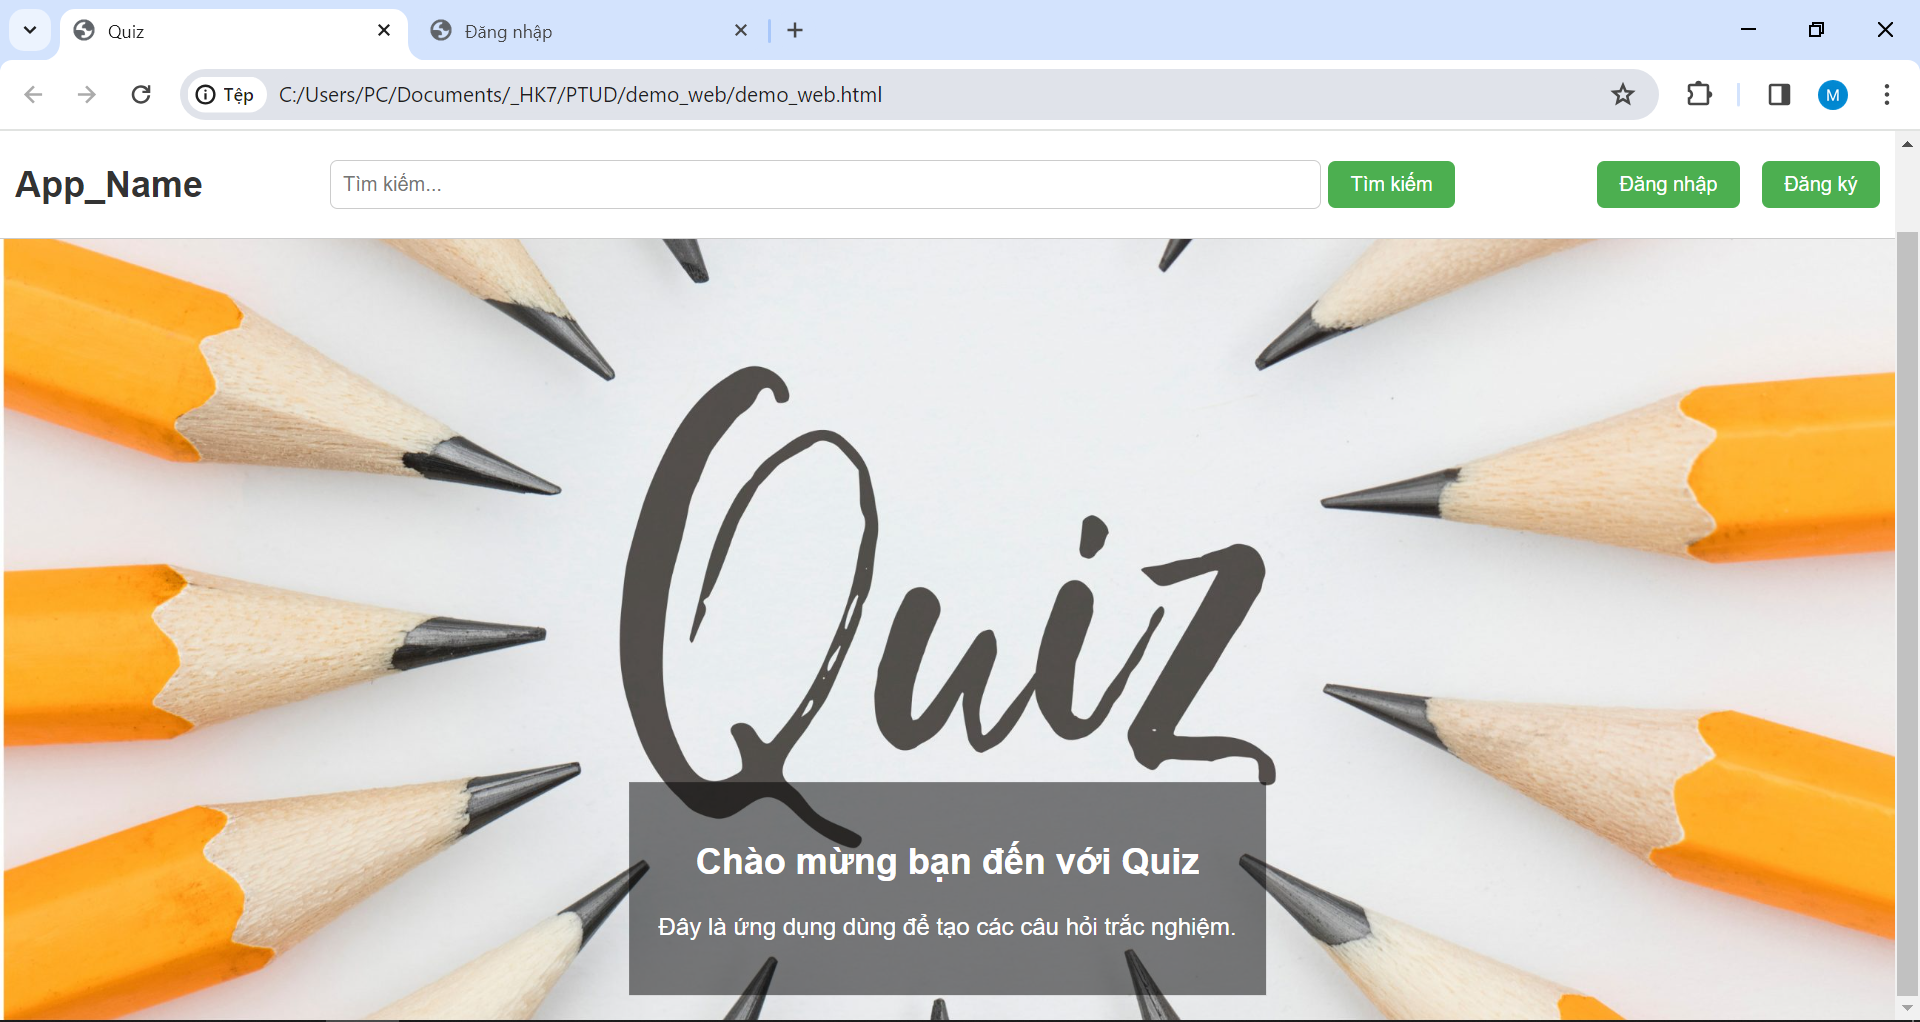 Quiz
Đăng nhập
Tệp
C:/Users/PC/Documents/_HK7/PTUD/demo_web/demo_web.html
M
App_Name
Tìm kiếm...
Tìm kiếm
Đăng nhập
Đăng ký
Quiz
Chào mừng bạn đến với Quiz
Đây là ứng dụng dùng để tạo các câu hỏi trắc nghiệm.